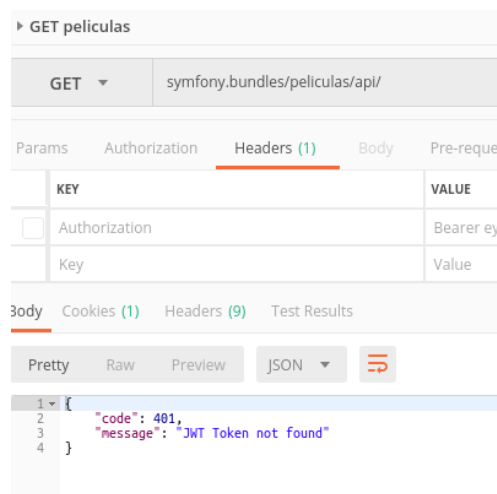 GET peliculas
GET symfony.bundles/peliculas/api/
Params Authorization Headers (1) Body Pre-reque
KEY VALUE
Authorization Bearer ey
Key Value
Body Cookies (1) Headers (9) Test Results
Pretty Raw Preview JSON
1 {
2 "code": 401,
3 "message": "JWT Token not found"
4 }